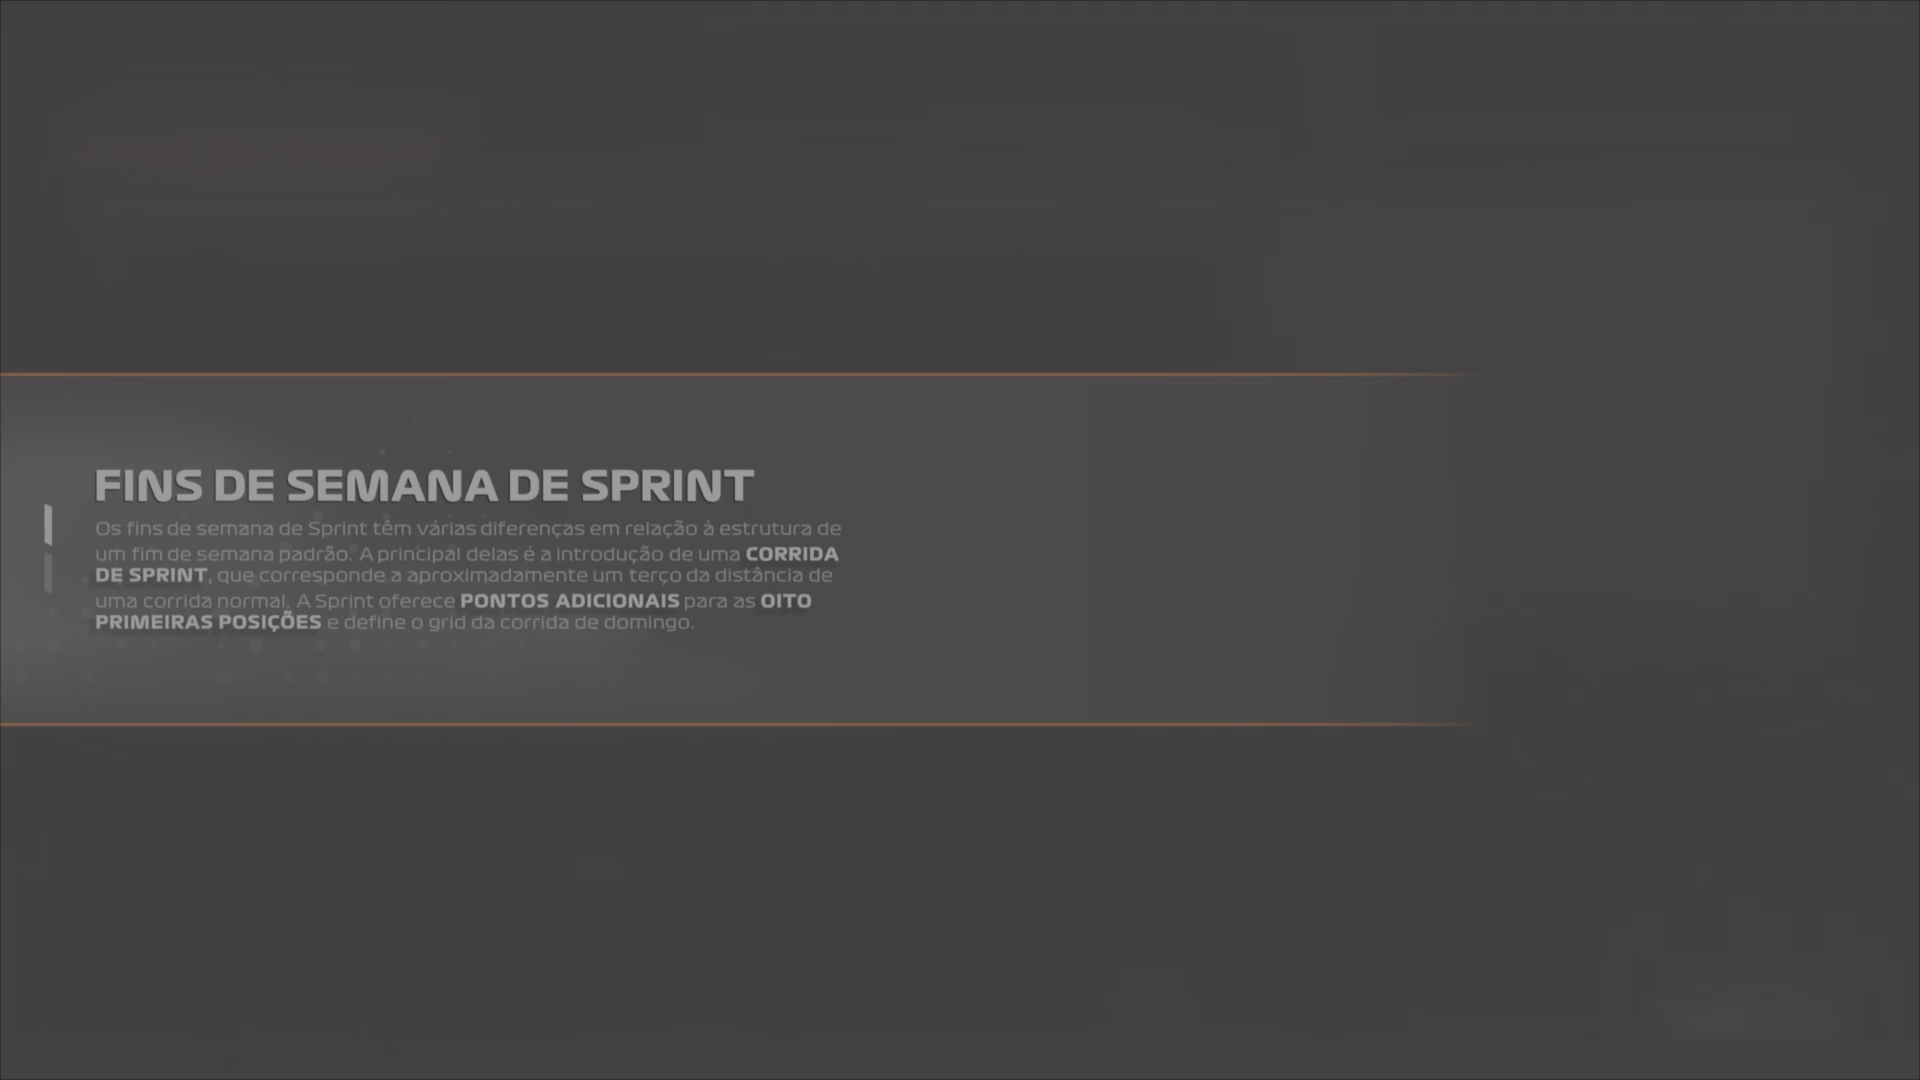 FINS DE SEMANA DE SPRINT
Os fins de semana de Sprint têm várias diferenças em relação à estrutura de
um fim de semana padrão. A principal delas é a introdução de uma CORRIDA
DE SPRINT, que corresponde a aproximadamente um terço da distância de
uma corrida normal. A Sprint oferece PONTOS ADICIONAIS para as OITO
PRIMEIRAS POSIÇÕES e define o grid da corrida de domingo.